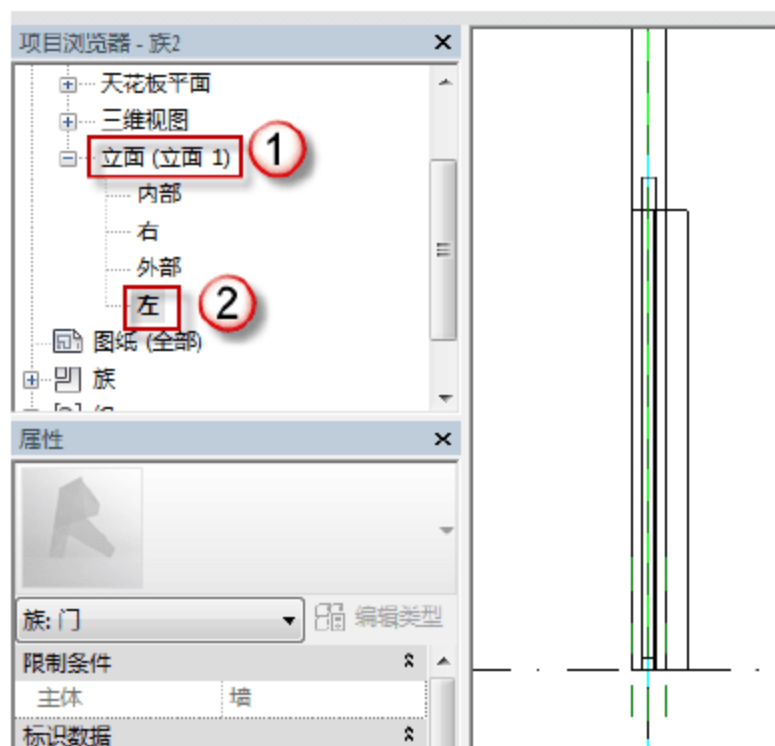 项目浏览器 - 族2
天花板平面
三维视图
立面 (立面 1)
1
内部
右
外部
左
2
图纸 (全部)
族
属性
族: 门
编辑类型
限制条件
主体
墙
标识数据